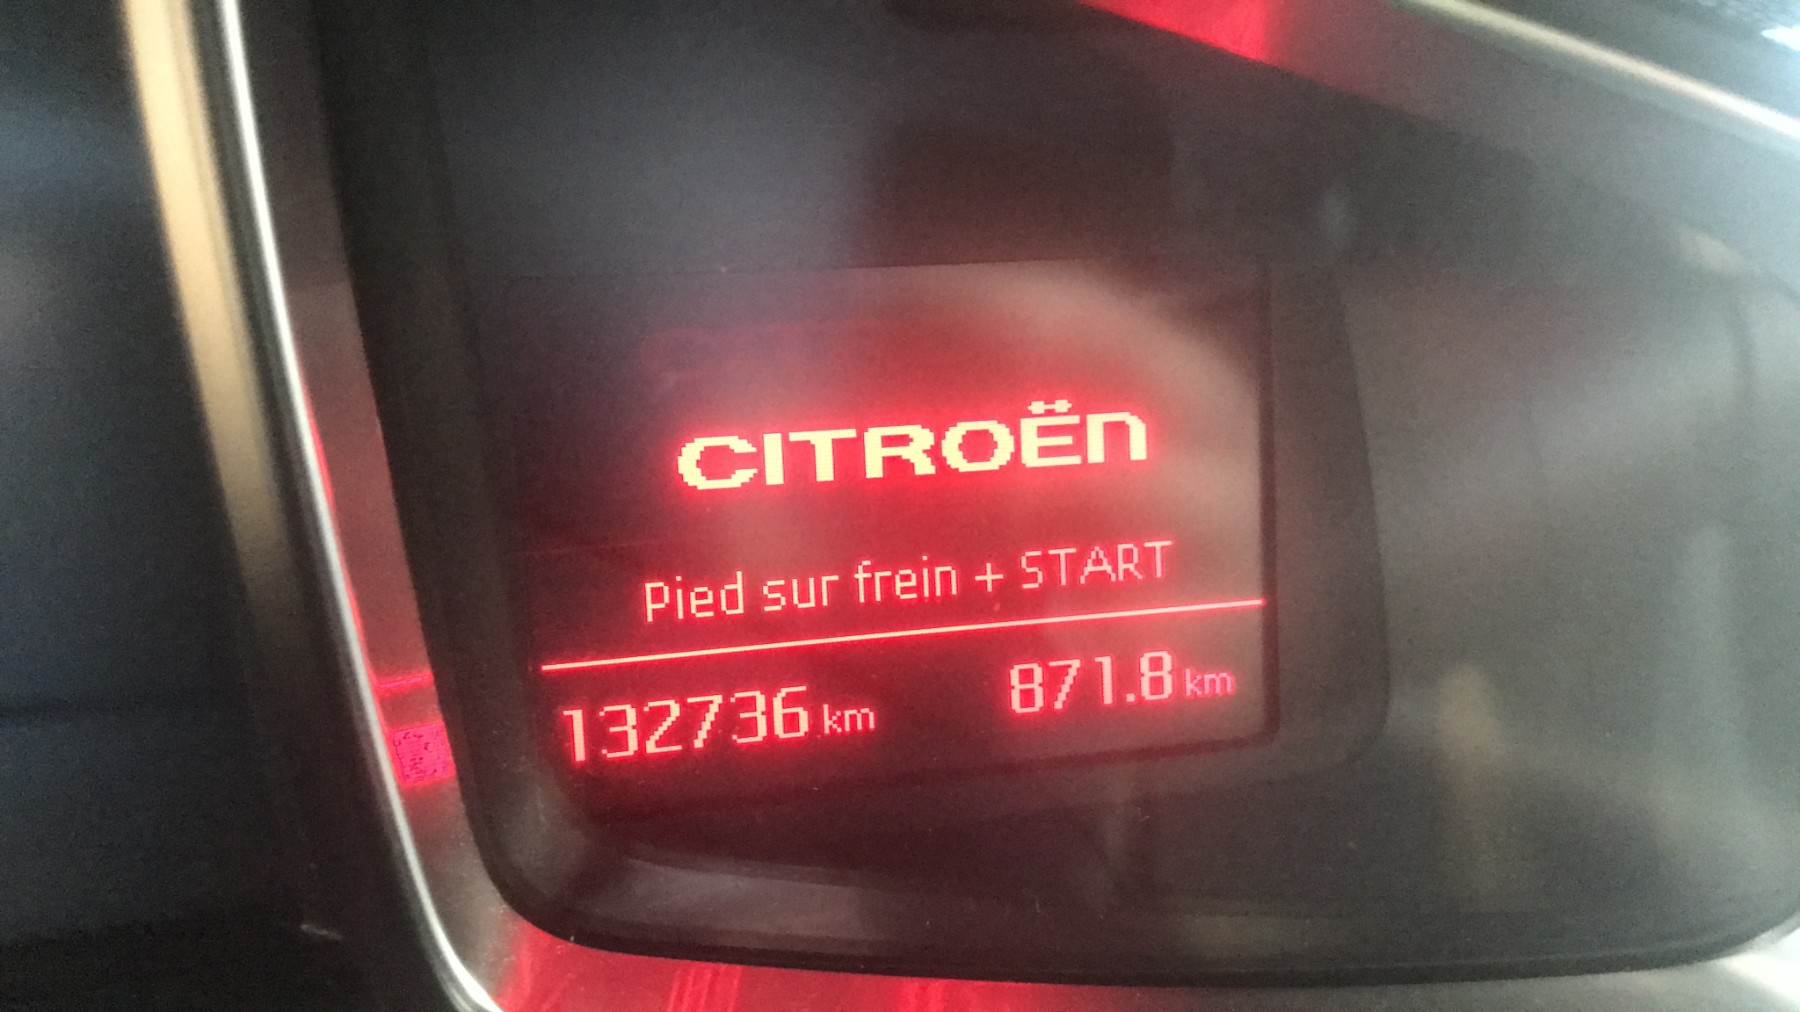 CITROËN
Pied sur frein + START
132736 km 871.8 km